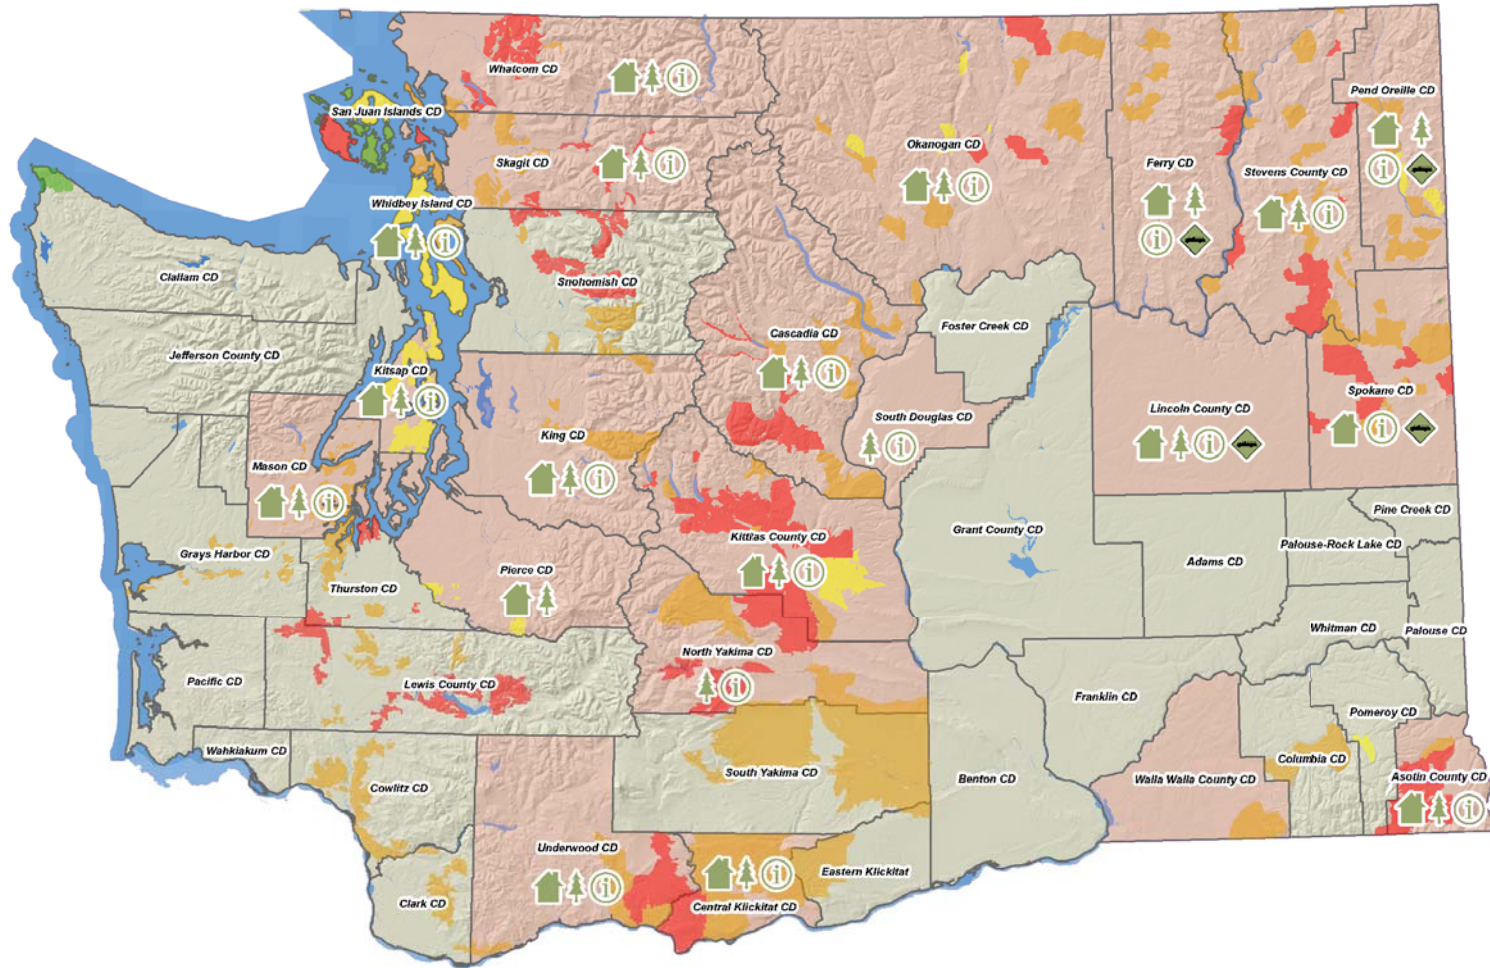 Whatcom CD
Pend Oreille CD
San Juan Islands CD
Okanogan CD
Skagit CD
Ferry CD
Stevens County CD
Whidbey Island CD
Clallam CD
Snohomish CD
Foster Creek CD
Cascadia CD
Jefferson County CD
Kitsap CD
Spokane CD
Lincoln County CD
South Douglas CD
King CD
Mason CD
Pine Creek CD
Grant County CD
Kittitas County CD
Palouse-Rock Lake CD
Grays Harbor CD
Adams CD
Pierce CD
Thurston CD
Whitman CD
Palouse CD
North Yakima CD
Pacific CD
Lewis County CD
Franklin CD
Pomeroy CD
Wahkiakum CD
Columbia CD
South Yakima CD
Benton CD
Walla Walla County CD
Asotin County CD
Cowlitz CD
Underwood CD
Eastern Klickitat
Clark CD
Central Klickitat CD